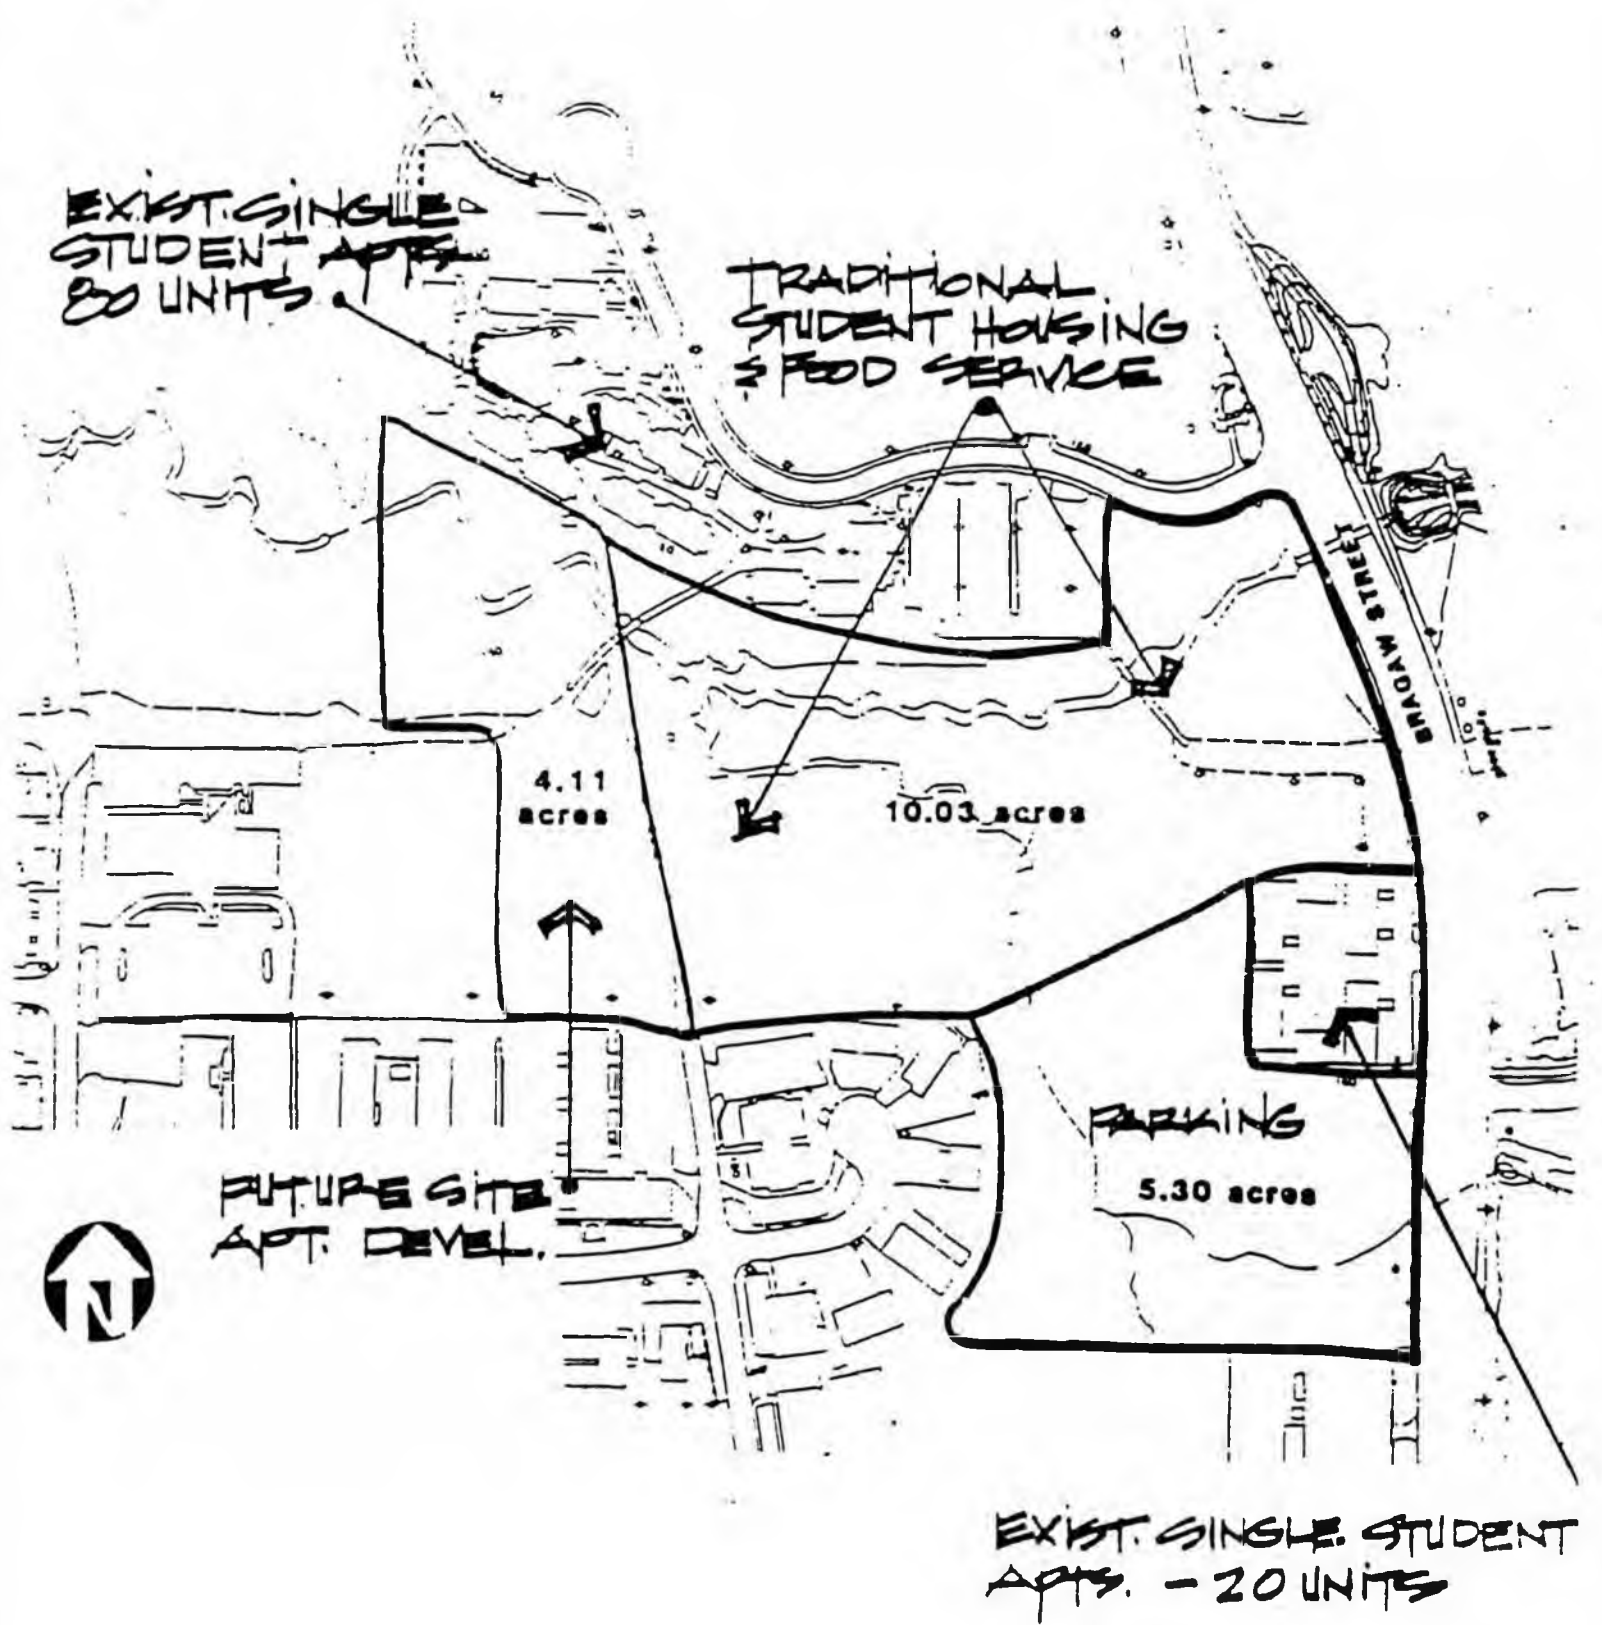 EXIST. SINGLE
STUDENT APTS.
80 UNITS
TRADITIONAL
STUDENT HOUSING
& FOOD SERVICE
BRAGAW STREET
4.11
acres
10.03 acres
PARKING
5.30 acres
FUTURE SITE
APT. DEVEL.
N
EXIST. SINGLE. STUDENT
APTS. - 20 UNITS